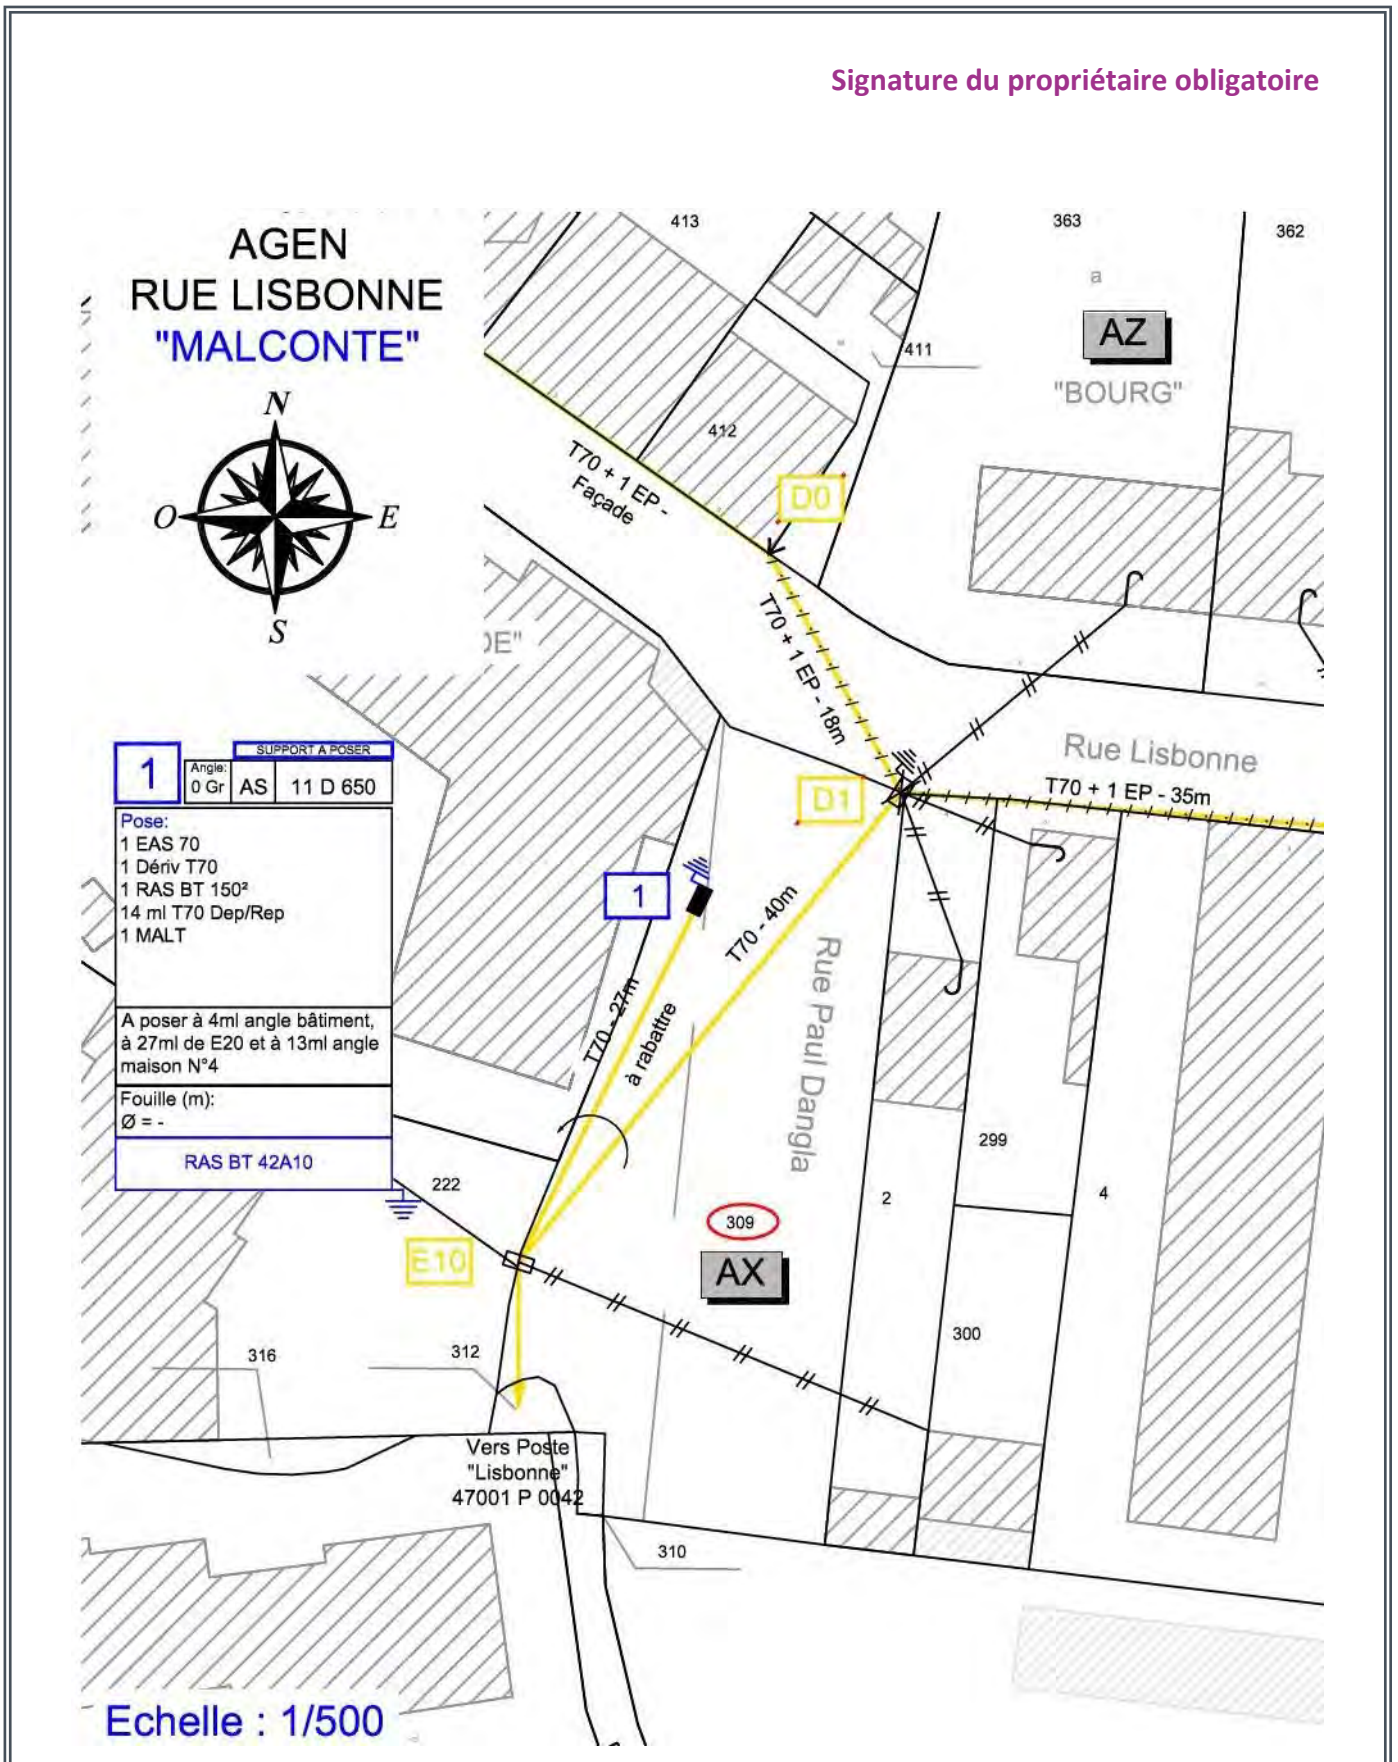 Signature du propriétaire obligatoire
AGEN
RUE LISBONNE
"MALCONTE"
N
O
E
S
413
363
362
a
AZ
"BOURG"
411
412
T70 + 1 EP -
Façade
D0
DE"
T70 + 1 EP - 18m
Rue Lisbonne
T70 + 1 EP - 35m
D1
1
SUPPORT A POSER
Angle:
0 Gr
AS
11 D 650
Pose:
1 EAS 70
1 Dériv T70
1 RAS BT 150²
14 ml T70 Dep/Rep
1 MALT
A poser à 4ml angle bâtiment,
à 27ml de E20 et à 13ml angle
maison N°4
Fouille (m):
Ø = -
RAS BT 42A10
1
T70 - 40m
T70 - 27m
à rabattre
Rue Paul Dangla
299
222
2
4
309
AX
E10
300
316
312
Vers Poste
"Lisbonne"
47001 P 0042
310
Echelle : 1/500